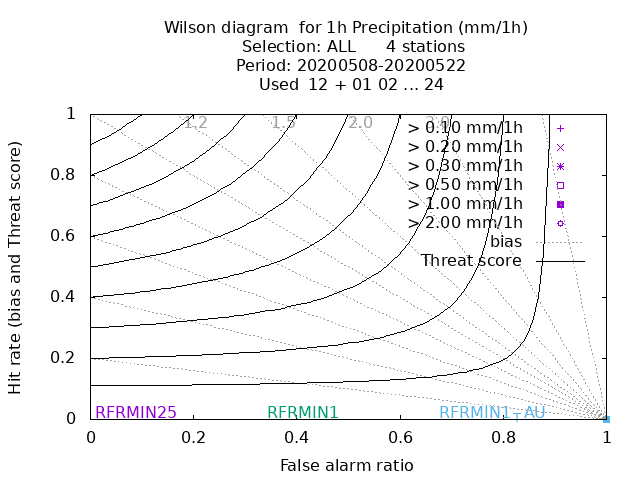 Wilson diagram  for 1h Precipitation (mm/1h)
Selection: ALL      4 stations
Period: 20200508-20200522
Used  12 + 01 02 ... 24
1.2 1.5 2.0 3.0
> 0.10 mm/1h
> 0.20 mm/1h
> 0.30 mm/1h
> 0.50 mm/1h
> 1.00 mm/1h
> 2.00 mm/1h
bias
Threat score
1
0.8
0.6
0.4
0.2
0
Hit rate (bias and Threat score)
RFRMIN25 RFRMIN1 RFRMIN1_AU
0 0.2 0.4 0.6 0.8 1
False alarm ratio